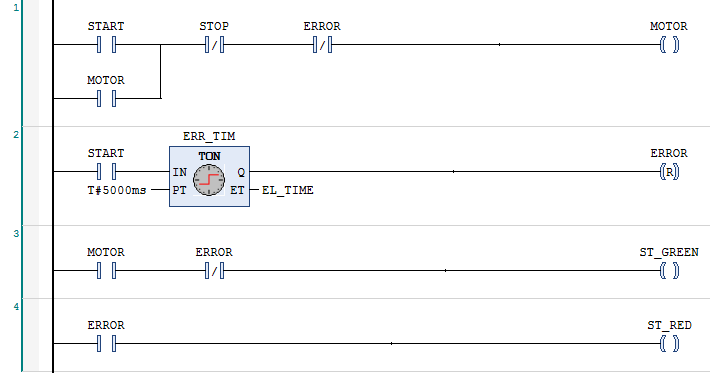 1
START STOP ERROR MOTOR
MOTOR
2
ERR_TIM
START TON ERROR
IN Q R
T#5000ms PT ET EL_TIME
3
MOTOR ERROR ST_GREEN
4
ERROR ST_RED